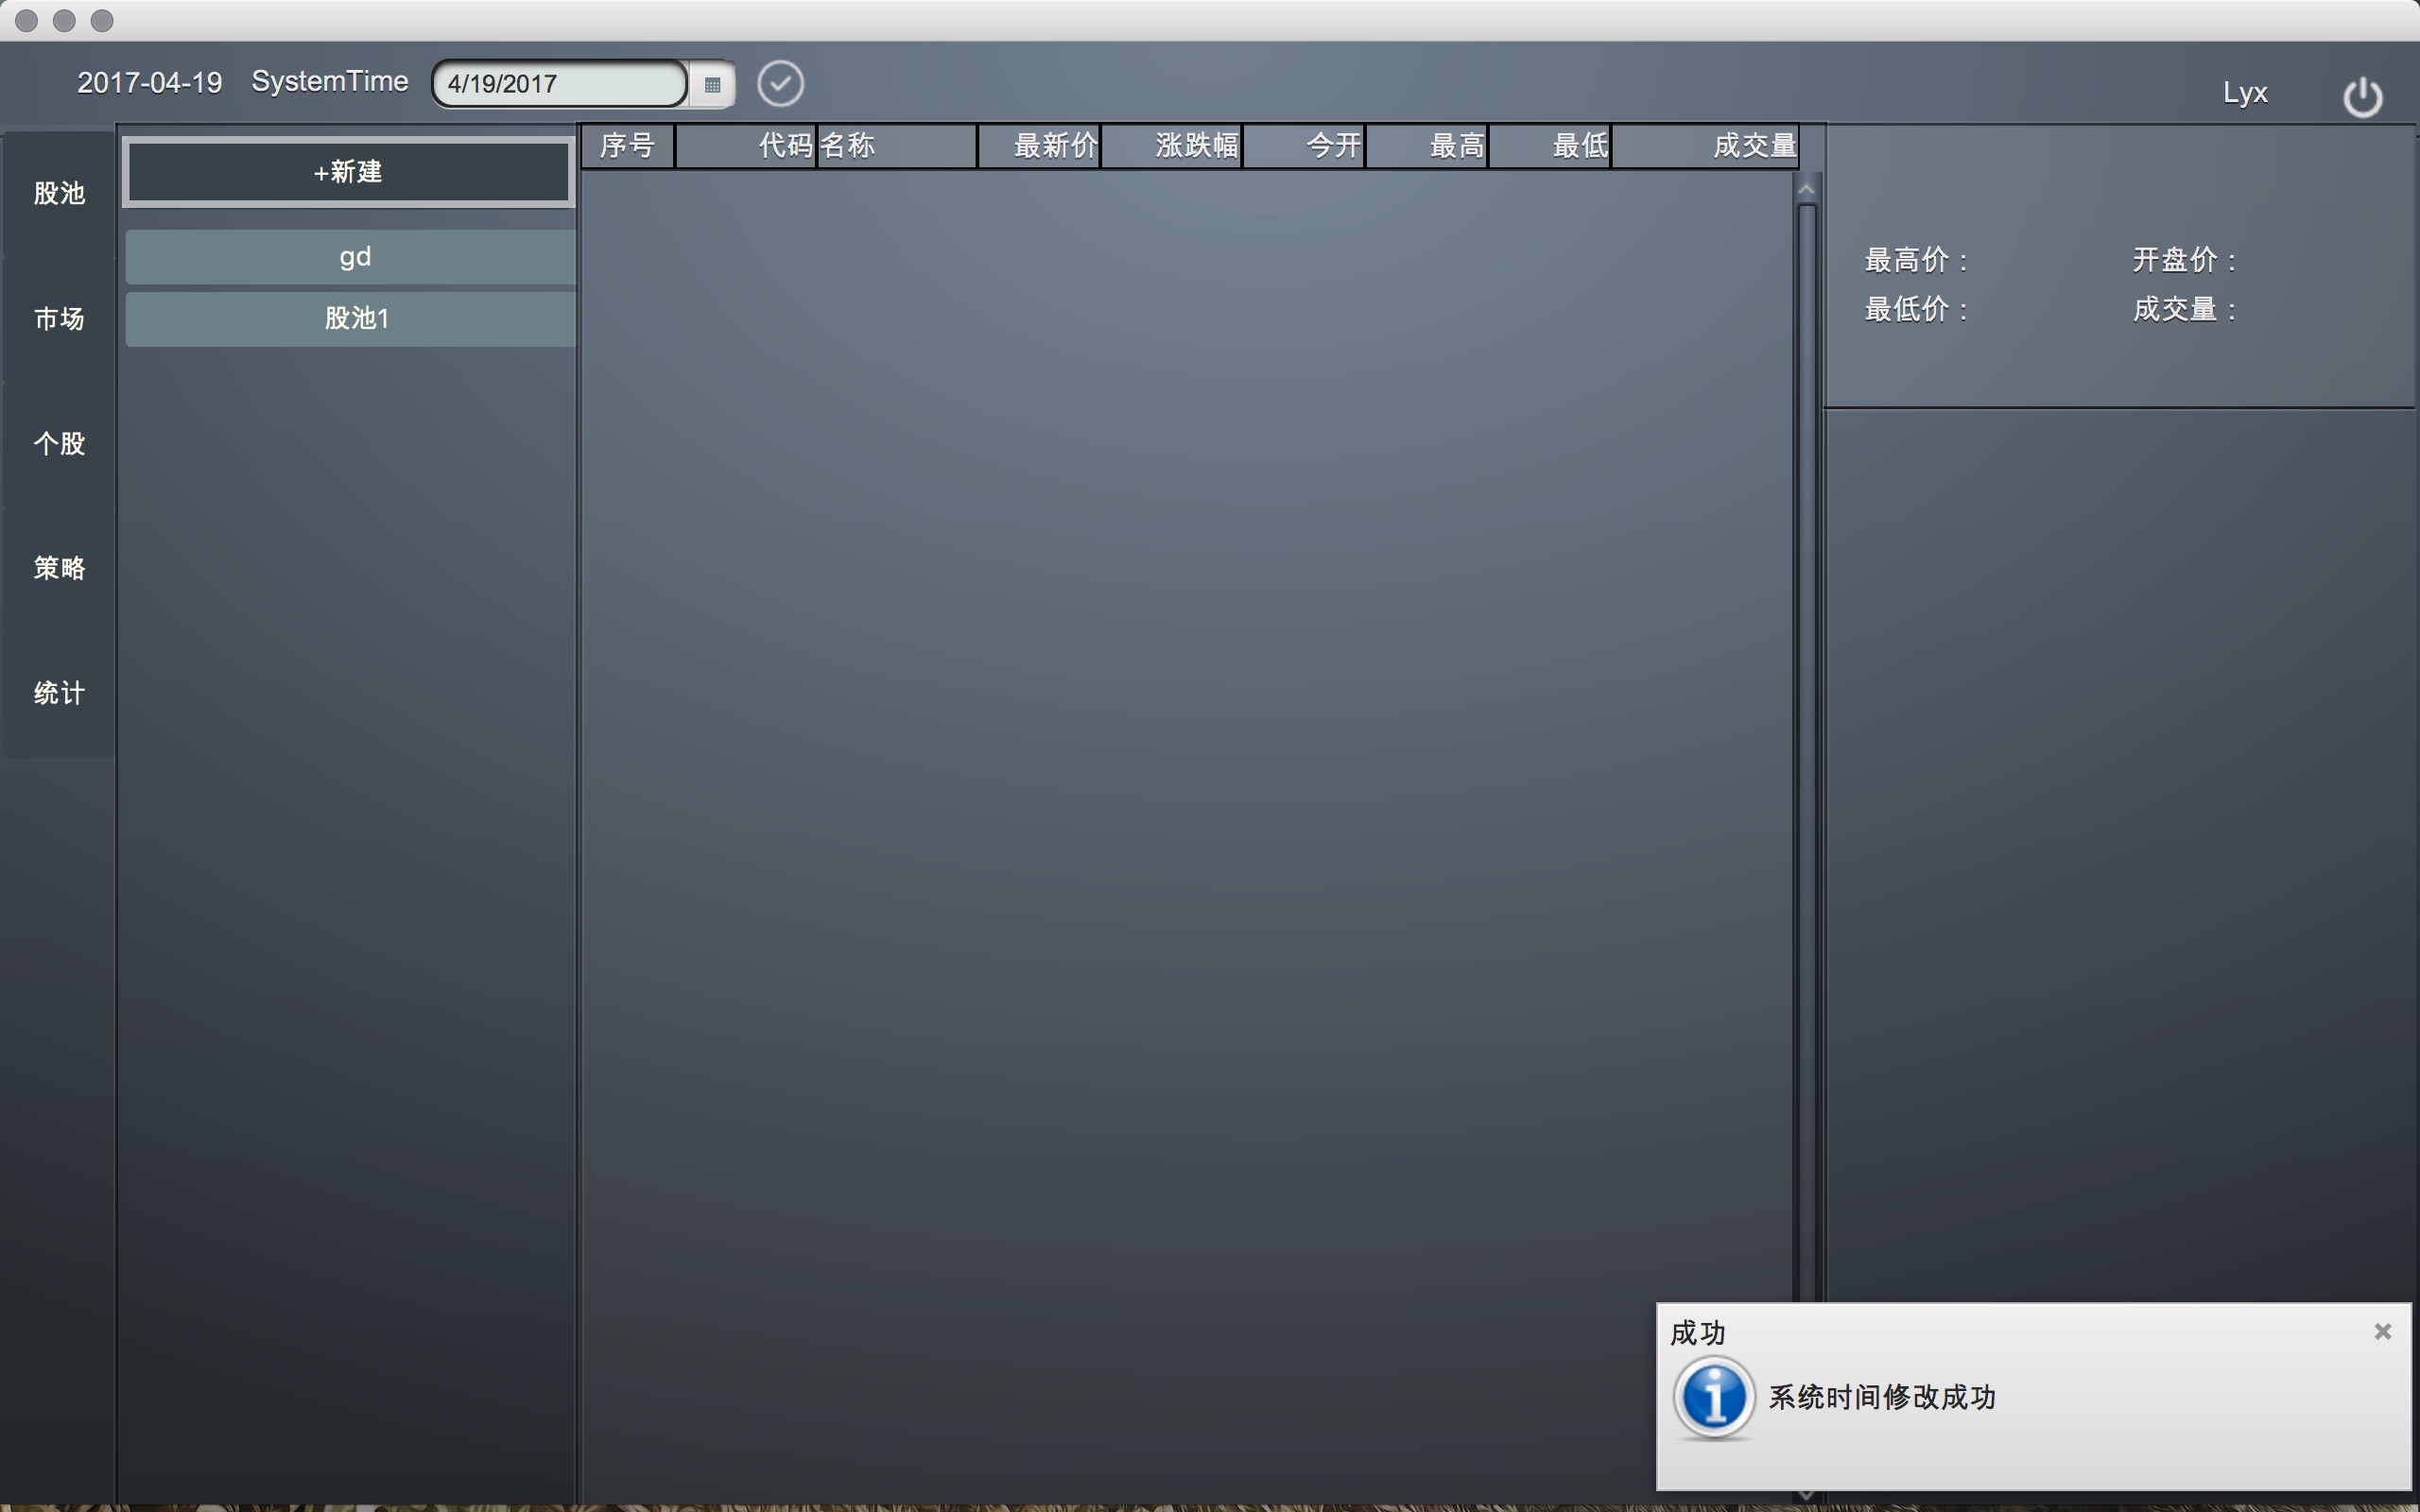 2017-04-19 SystemTime 4/19/2017 Lyx
序号 代码 名称 最新价 涨跌幅 今开 最高 最低 成交量
股池
市场
个股
策略
统计
+新建
gd
股池1
最高价： 开盘价：
最低价： 成交量：
成功
系统时间修改成功